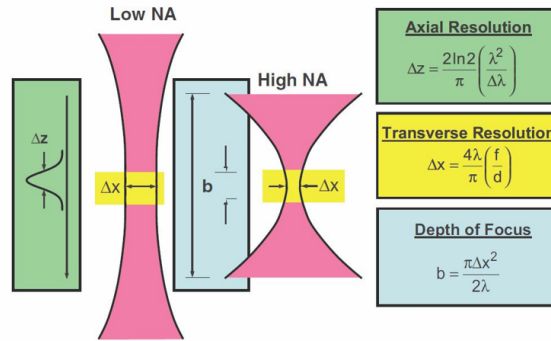 Low NA
High NA
Δz
Δx
b
Δx
Axial Resolution
Δz = 2ln2/π (λ²/Δλ)
Transverse Resolution
Δx = 4λ/π (f/d)
Depth of Focus
b = πΔx²/2λ